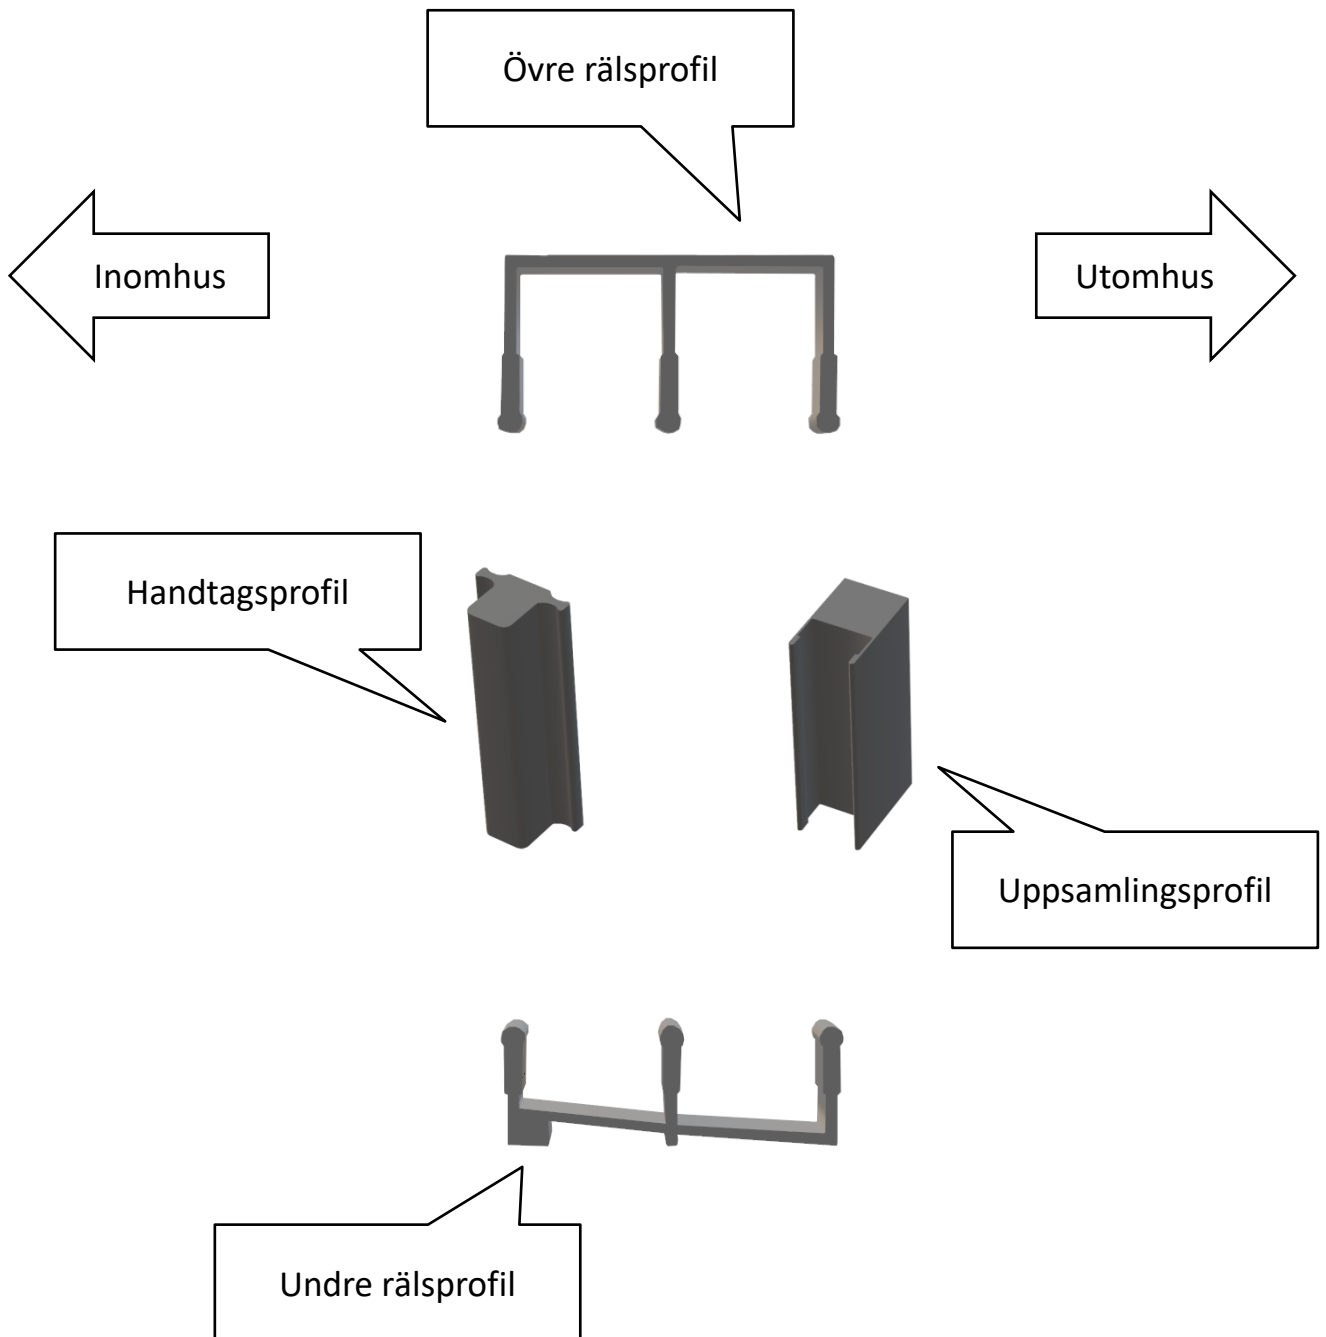 Övre rälsprofil
Inomhus
Utomhus
Handtagsprofil
Uppsamlingsprofil
Undre rälsprofil